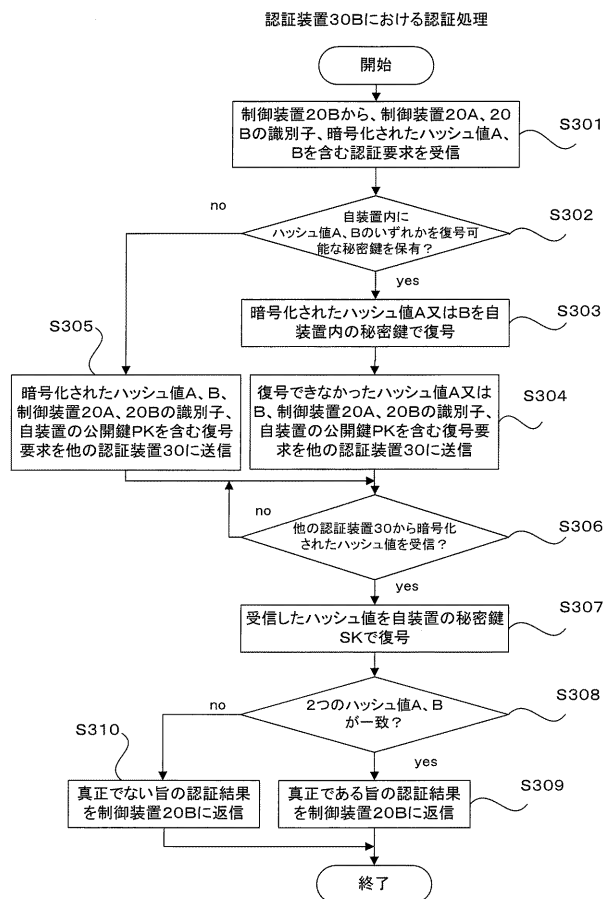 認証装置30Bにおける認証処理
開始
制御装置20Bから、制御装置20A、20
Bの識別子、暗号化されたハッシュ値A、
Bを含む認証要求を受信
S301
no
自装置内に
ハッシュ値A、Bのいずれかを復号可
能な秘密鍵を保有？
S302
yes
暗号化されたハッシュ値A又はBを自
装置内の秘密鍵で復号
S303
S305
暗号化されたハッシュ値A、B、
制御装置20A、20Bの識別子、
自装置の公開鍵PKを含む復号
要求を他の認証装置30に送信
復号できなかったハッシュ値A又は
B、制御装置20A、20Bの識別子、
自装置の公開鍵PKを含む復号要
求を他の認証装置30に送信
S304
no
他の認証装置30から暗号化
されたハッシュ値を受信？
S306
yes
受信したハッシュ値を自装置の秘密鍵
SKで復号
S307
no
2つのハッシュ値A、B
が一致？
S308
S310
yes
真正でない旨の認証結果
を制御装置20Bに返信
真正である旨の認証結果
を制御装置20Bに返信
S309
終了